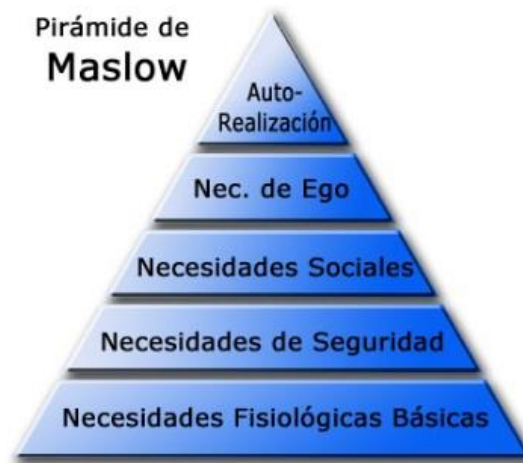 Pirámide de
Maslow
Auto-
Realización
Nec. de Ego
Necesidades Sociales
Necesidades de Seguridad
Necesidades Fisiológicas Básicas